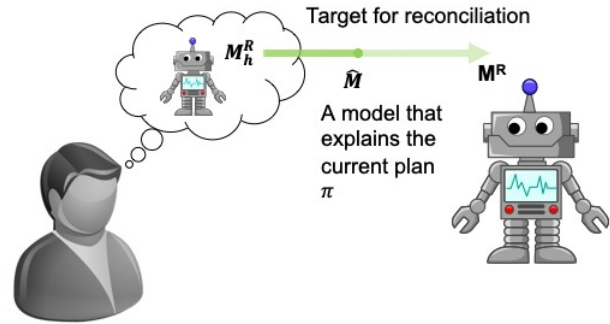 Target for reconciliation
M_h^R
M̂
M^R
A model that
explains the
current plan
π